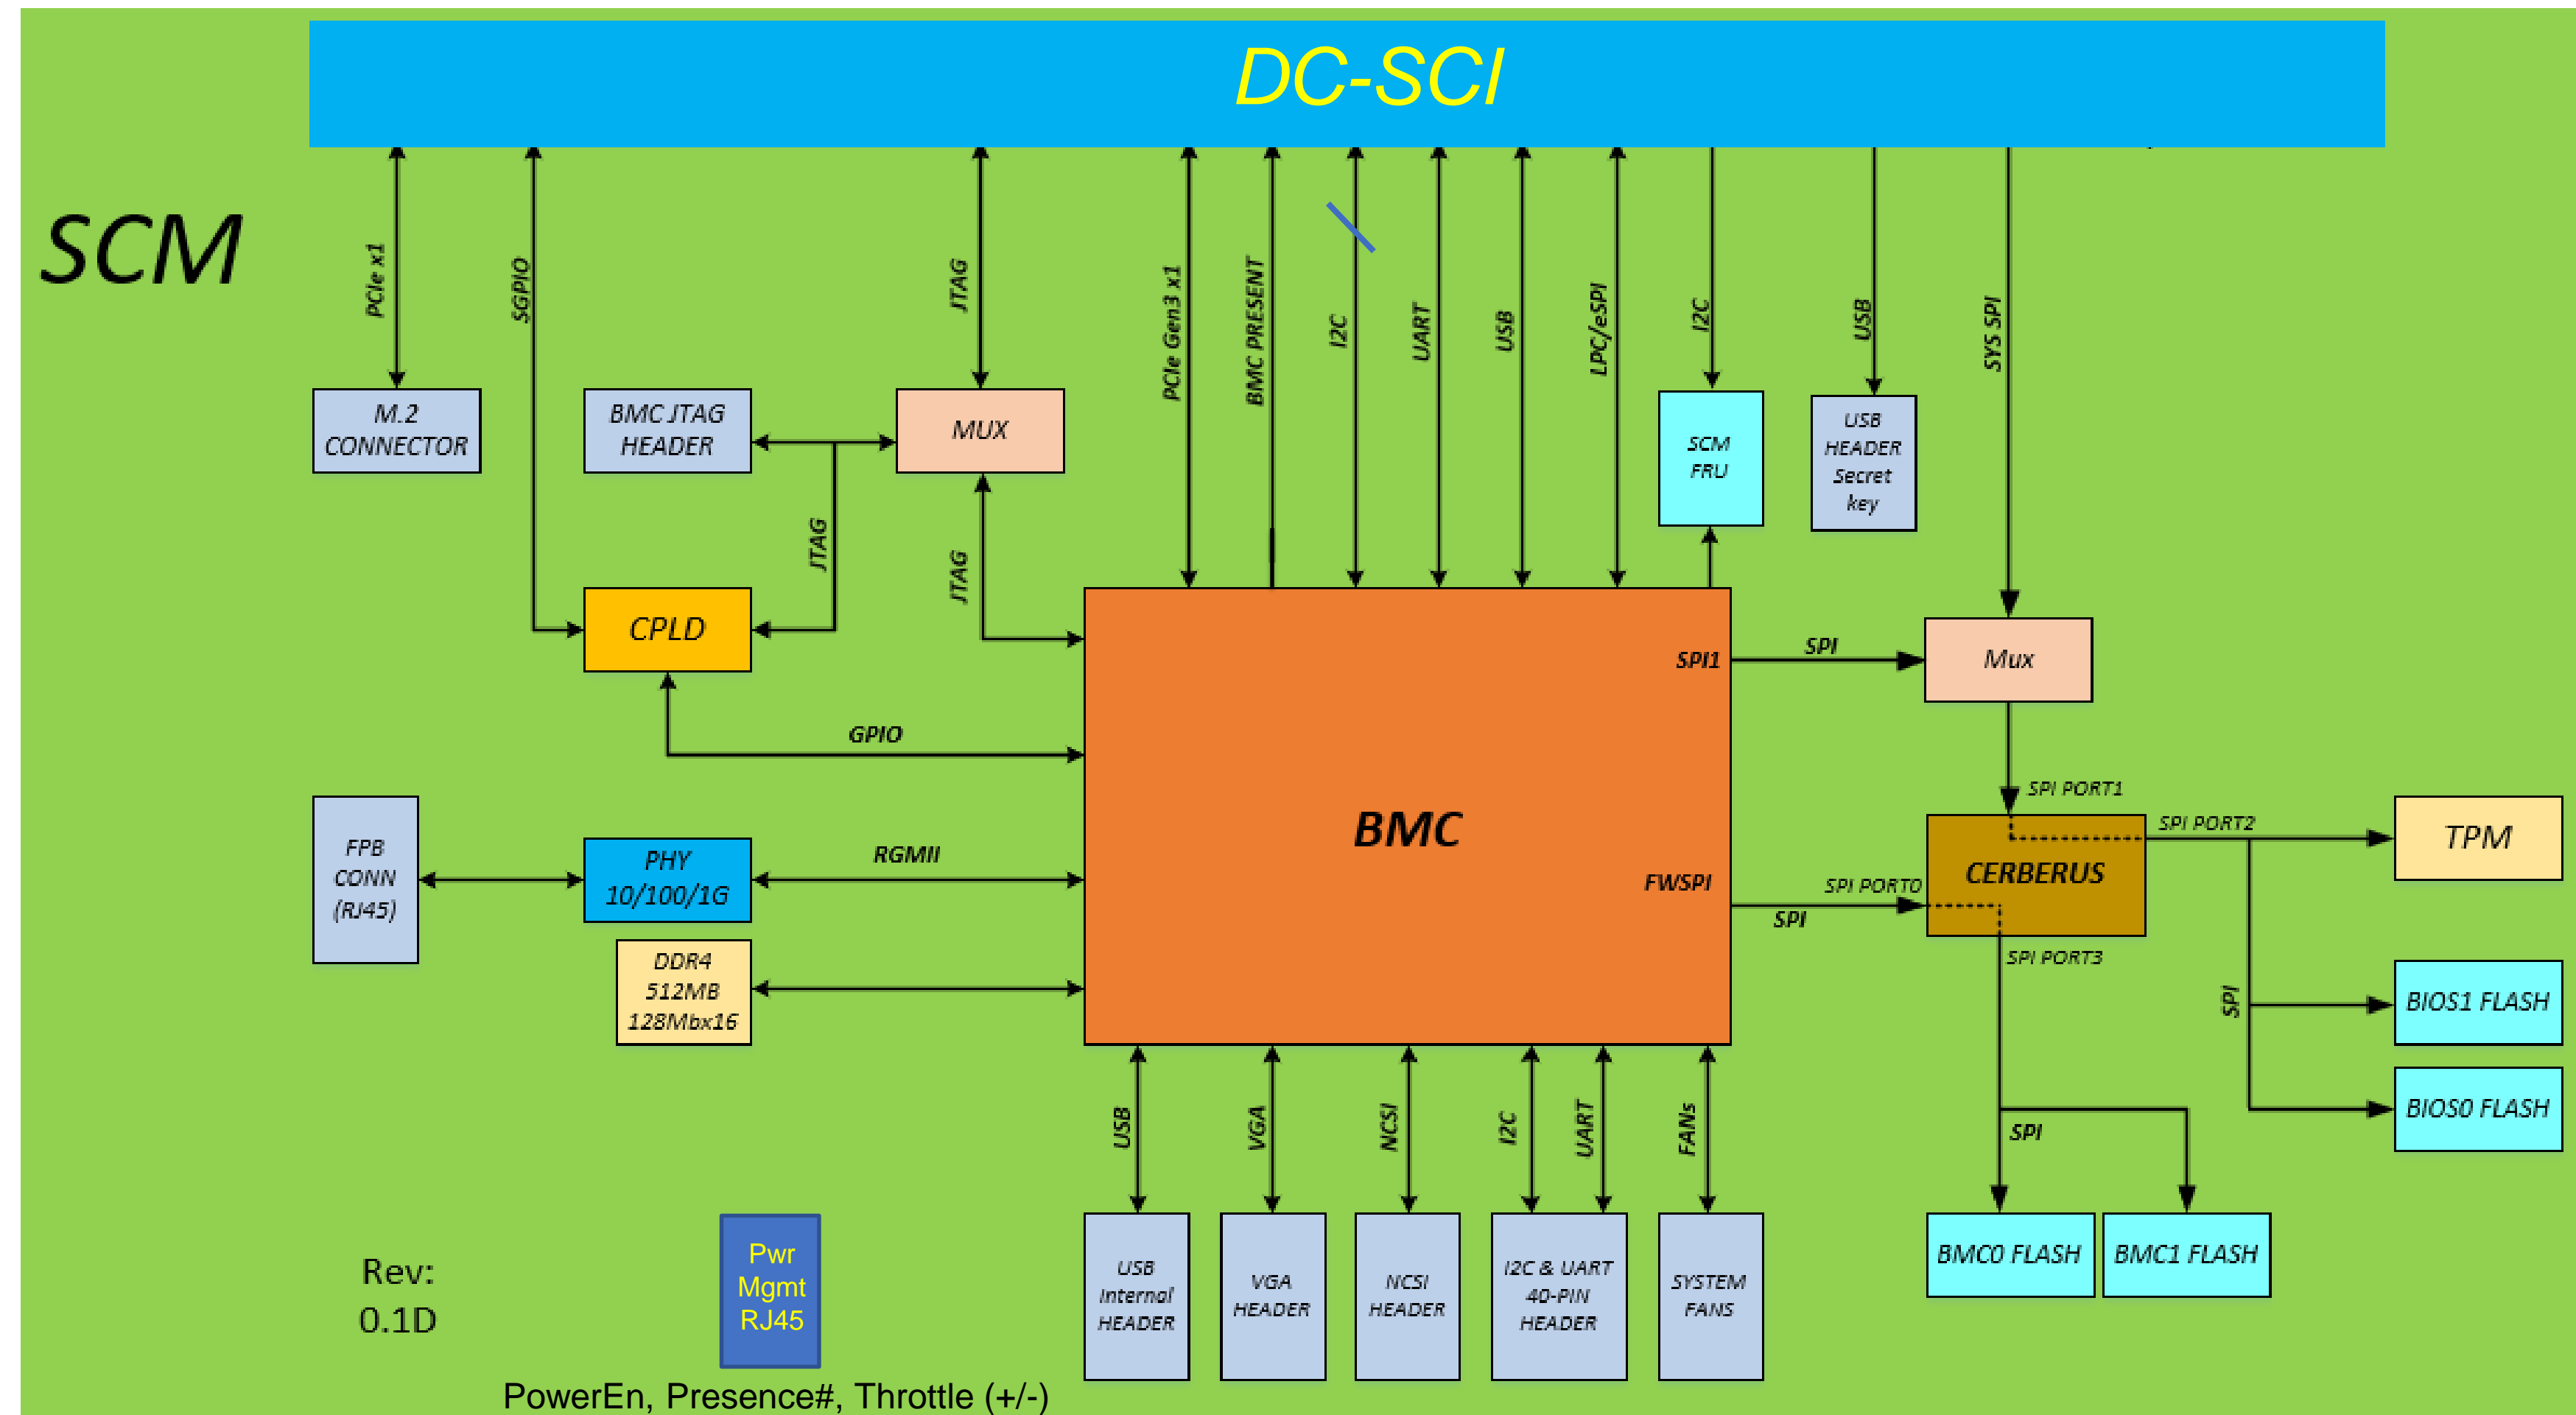 DC-SCI
SCM
PCIe x1
SGPIO
JTAG
PCIe Gen3 x1
BMC PRESENT
I2C
UART
USB
LPC/eSPI
I2C
USB
SYS SPI
M.2
CONNECTOR
BMC JTAG
HEADER
MUX
SCM
FRU
USB
HEADER
Secret
key
JTAG
JTAG
CPLD
SPI1
SPI
Mux
GPIO
BMC
SPI PORT1
FPB
CONN
(RJ45)
PHY
10/100/1G
RGMII
FWSPI
SPI PORT0
SPI
CERBERUS
SPI PORT2
TPM
SPI PORT3
DDR4
512MB
128Mbx16
SPI
BIOS1 FLASH
BIOS0 FLASH
SPI
USB
VGA
NCSI
I2C
UART
FANs
USB
Internal
HEADER
VGA
HEADER
NCSI
HEADER
I2C & UART
40-PIN
HEADER
SYSTEM
FANS
BMC0 FLASH
BMC1 FLASH
Rev:
0.1D
Pwr
Mgmt
RJ45
PowerEn, Presence#, Throttle (+/-)